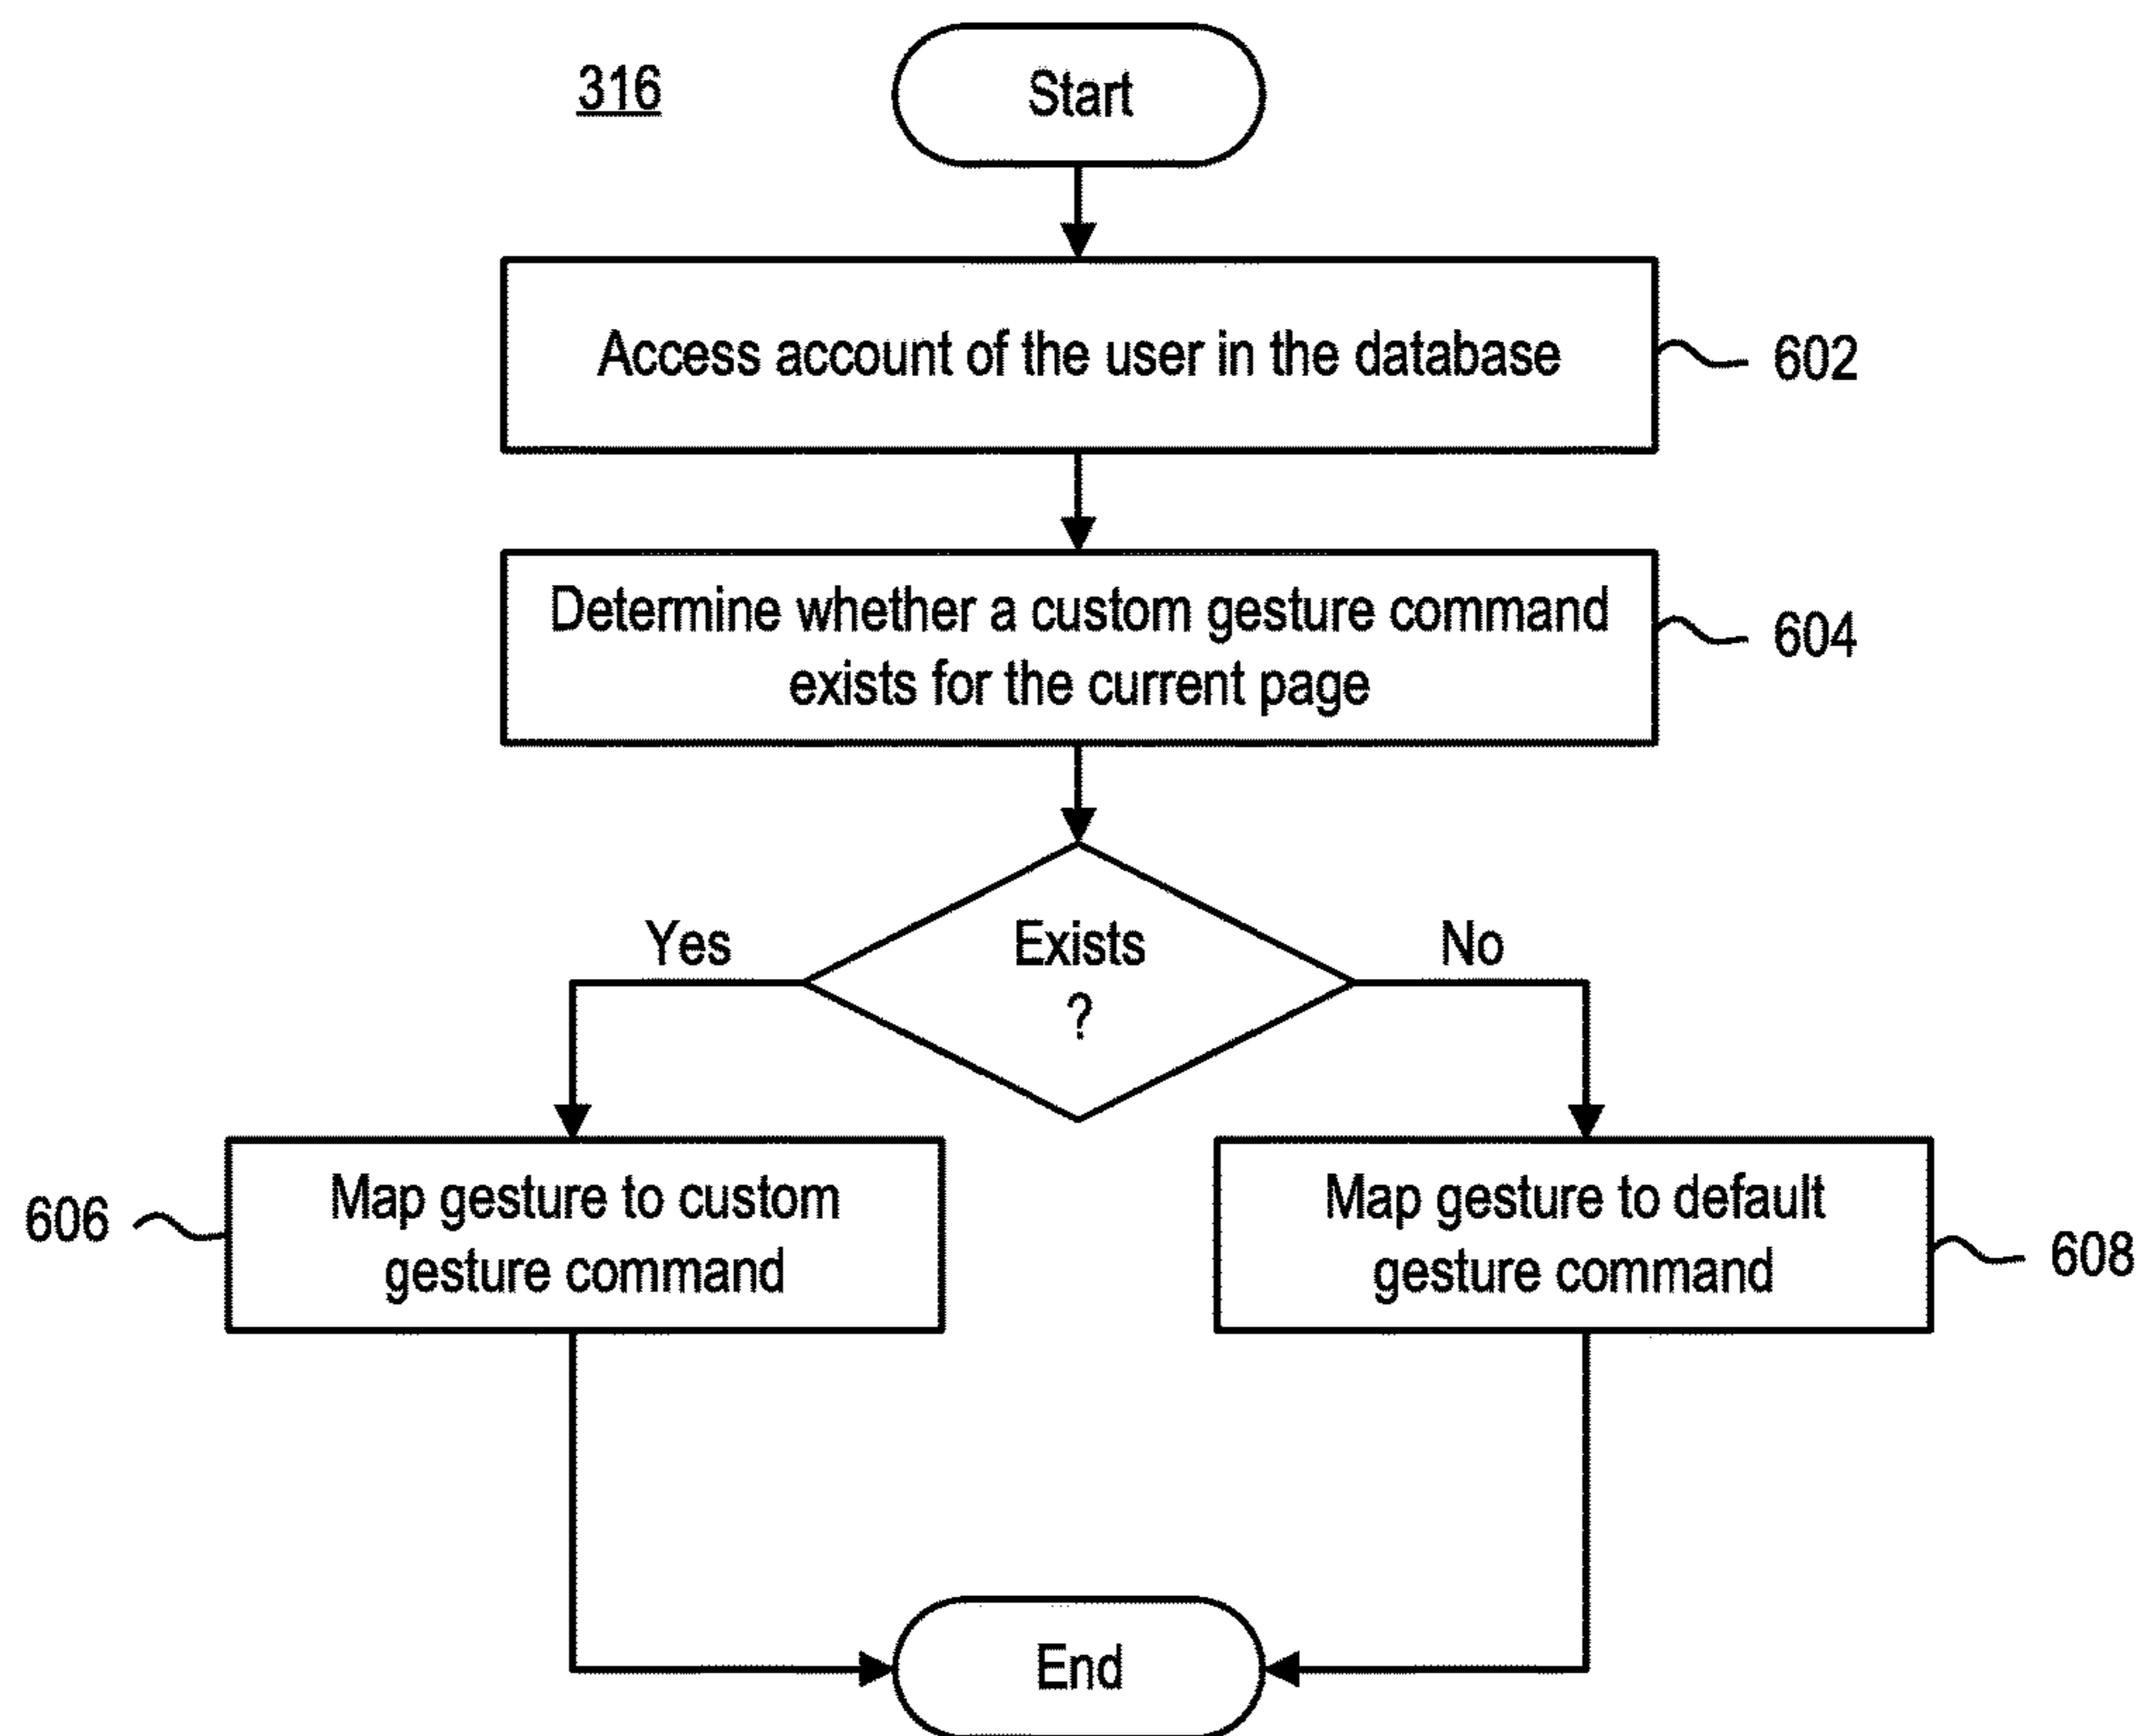 316
Start
Access account of the user in the database
602
Determine whether a custom gesture command
exists for the current page
604
Yes
Exists
?
No
606
Map gesture to custom
gesture command
Map gesture to default
gesture command
608
End